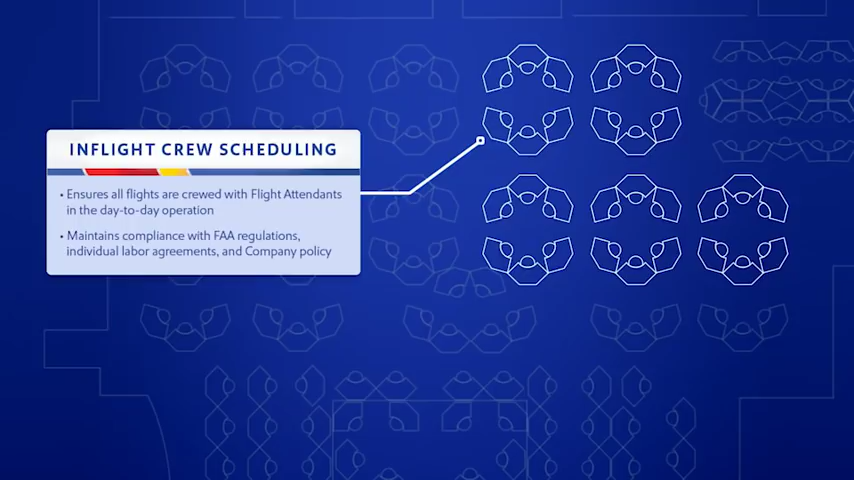 INFLIGHT CREW SCHEDULING
• Ensures all flights are crewed with Flight Attendants
in the day-to-day operation
• Maintains compliance with FAA regulations,
individual labor agreements, and Company policy